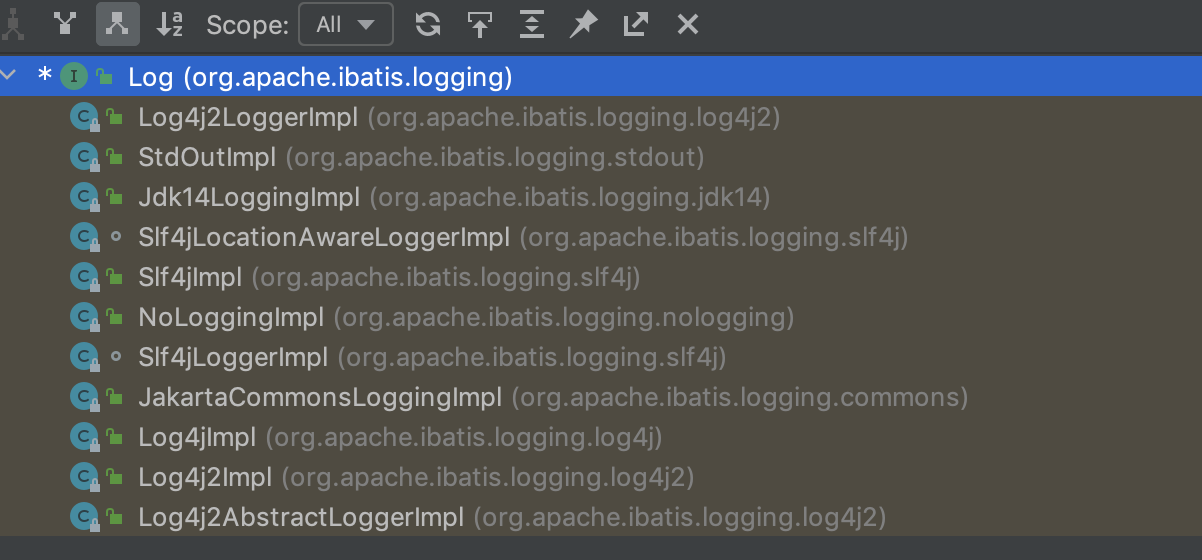 Scope: All
* I Log (org.apache.ibatis.logging)
C Log4j2LoggerImpl (org.apache.ibatis.logging.log4j2)
C StdOutImpl (org.apache.ibatis.logging.stdout)
C Jdk14LoggingImpl (org.apache.ibatis.logging.jdk14)
C Slf4jLocationAwareLoggerImpl (org.apache.ibatis.logging.slf4j)
C Slf4jImpl (org.apache.ibatis.logging.slf4j)
C NoLoggingImpl (org.apache.ibatis.logging.nologging)
C Slf4jLoggerImpl (org.apache.ibatis.logging.slf4j)
C JakartaCommonsLoggingImpl (org.apache.ibatis.logging.commons)
C Log4jImpl (org.apache.ibatis.logging.log4j)
C Log4j2Impl (org.apache.ibatis.logging.log4j2)
C Log4j2AbstractLoggerImpl (org.apache.ibatis.logging.log4j2)